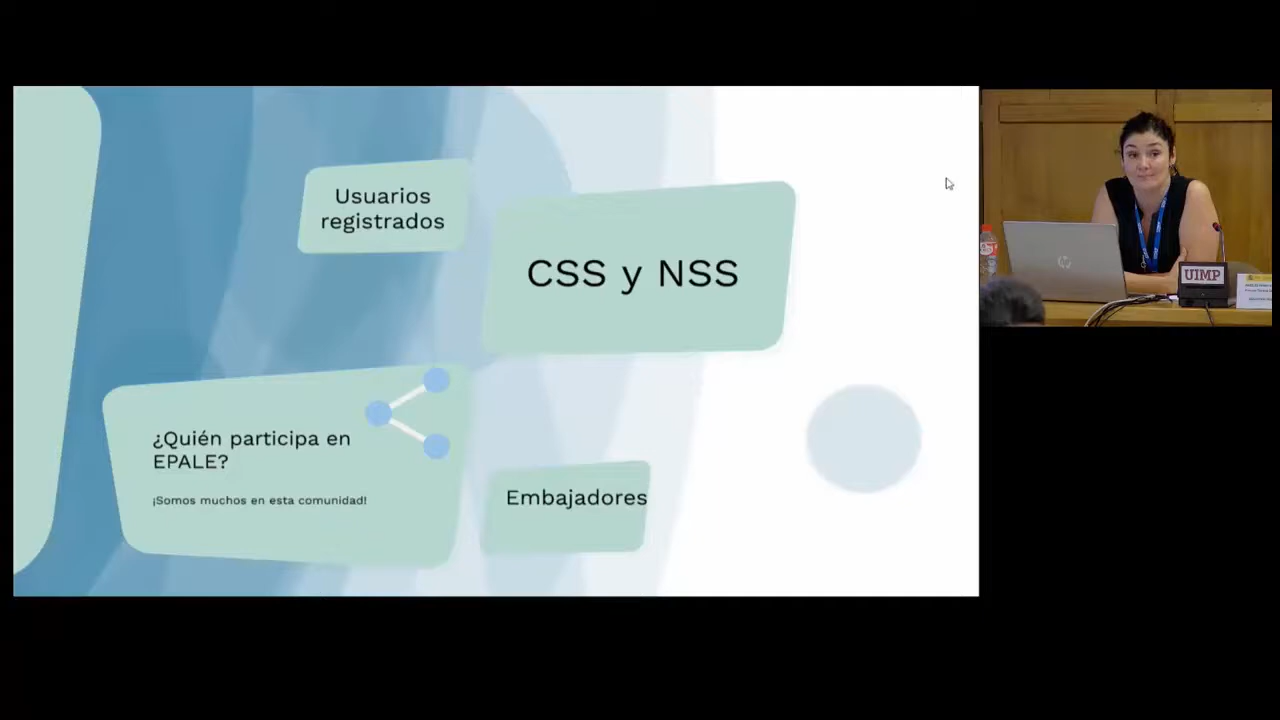 Usuarios
registrados
CSS y NSS
¿Quién participa en
EPALE?
¡Somos muchos en esta comunidad!
Embajadores
UIMP